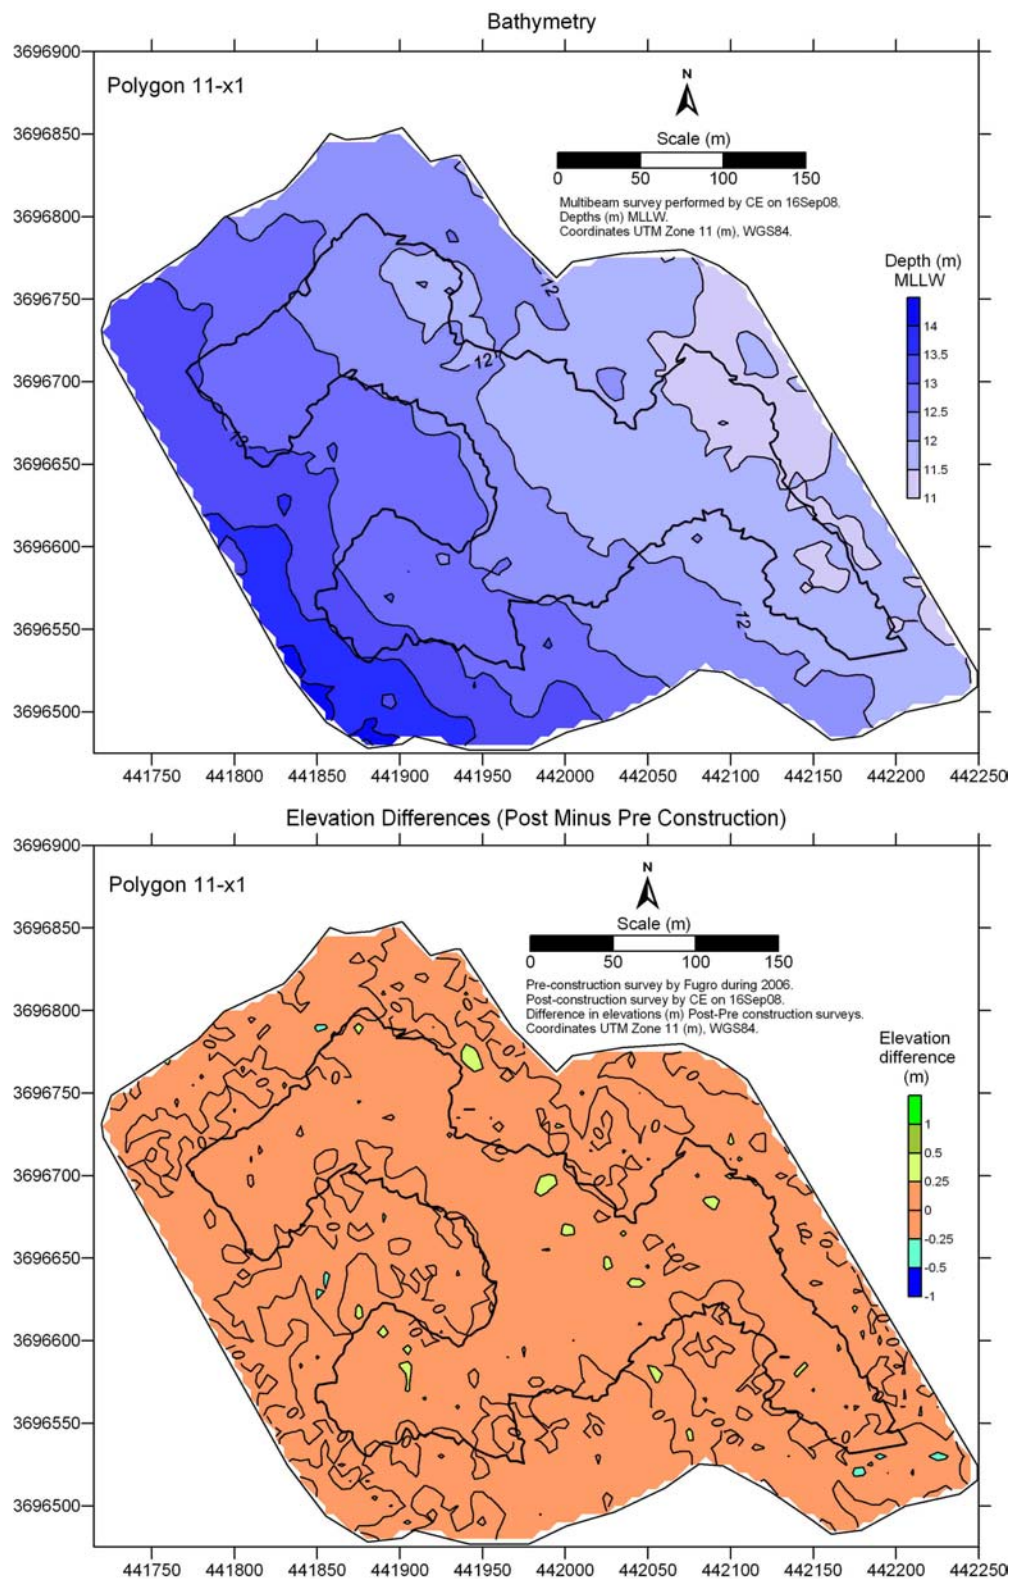 Bathymetry
3696900
Polygon 11-x1
N
3696850
Scale (m)
0 50 100 150
Multibeam survey performed by CE on 16Sep08.
Depths (m) MLLW.
Coordinates UTM Zone 11 (m), WGS84.
3696800
Depth (m)
MLLW
3696750
12
14
13.5
13
12.5
12
11.5
11
3696700
12
13
3696650
3696600
3696550
12
3696500
441750 441800 441850 441900 441950 442000 442050 442100 442150 442200 442250
Elevation Differences (Post Minus Pre Construction)
3696900
Polygon 11-x1
N
3696850
Scale (m)
0 50 100 150
Pre-construction survey by Fugro during 2006.
Post-construction survey by CE on 16Sep08.
Difference in elevations (m) Post-Pre construction surveys.
Coordinates UTM Zone 11 (m), WGS84.
3696800
Elevation
difference
(m)
1
0.5
0.25
0
-0.25
-0.5
-1
3696750
3696700
3696650
3696600
3696550
3696500
441750 441800 441850 441900 441950 442000 442050 442100 442150 442200 442250